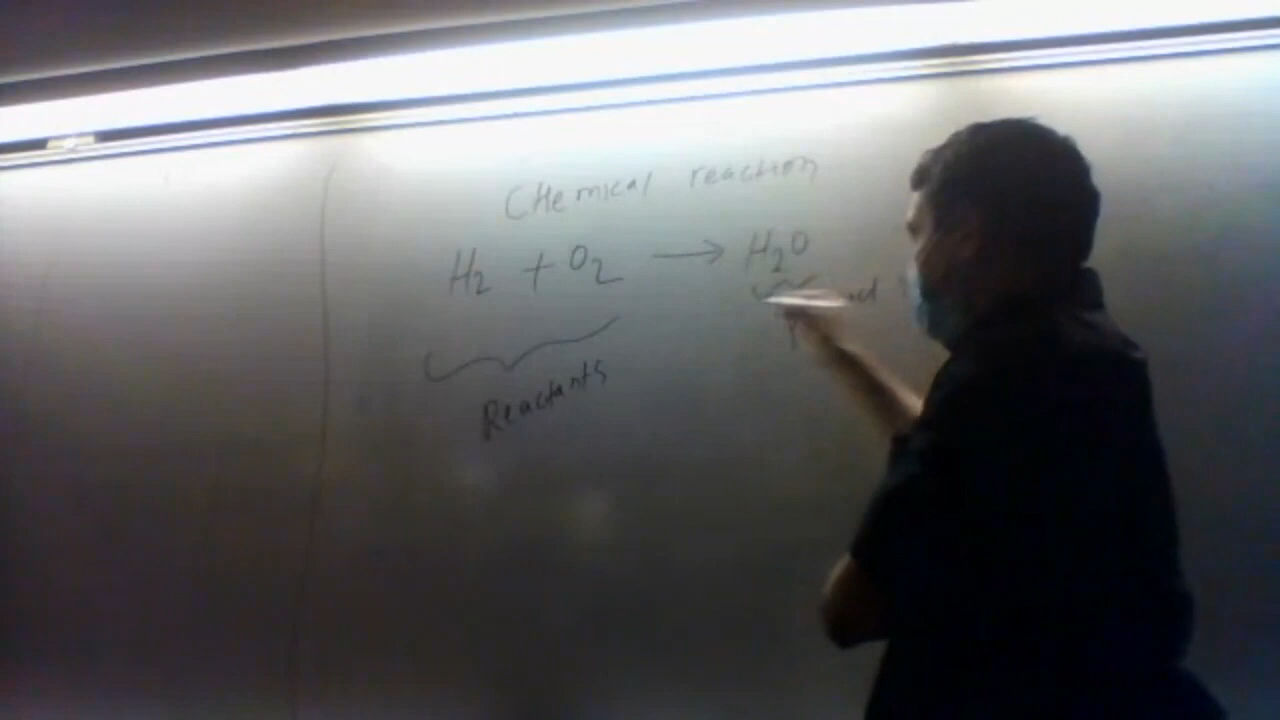 CHemical reaction
H2 + O2 → H2O
Reactants